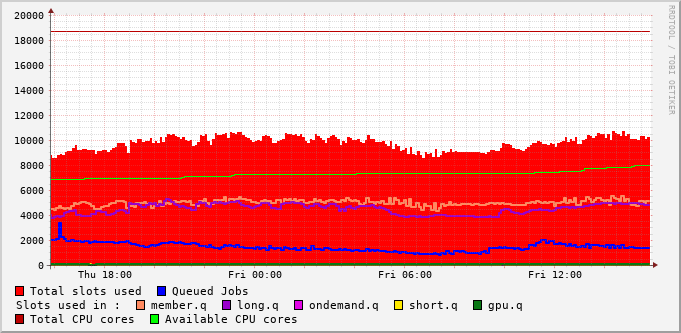 RRDTOOL / TOBI OETIKER
20000
18000
16000
14000
12000
10000
8000
6000
4000
2000
0
Thu 18:00 Fri 00:00 Fri 06:00 Fri 12:00
Total slots used Queued Jobs
Slots used in : member.q long.q ondemand.q short.q gpu.q
Total CPU cores Available CPU cores